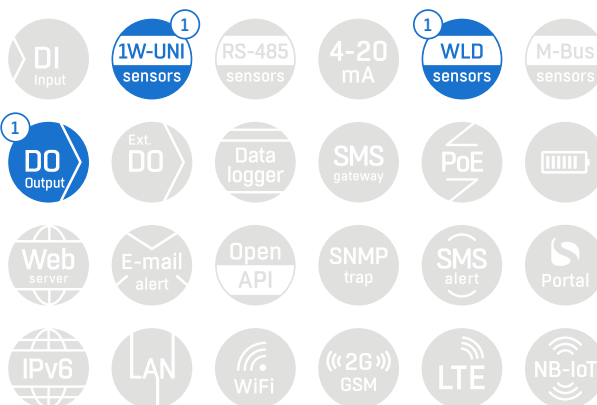 DI
Input
1
1W-UNI
sensors
RS-485
sensors
4-20
mA
1
WLD
sensors
M-Bus
sensors
1
DO
Output
Ext.
DO
Data
logger
SMS
gateway
PoE
Web
server
E-mail
alert
Open
API
SNMP
trap
SMS
alert
Portal
IPv6
LAN
WiFi
2G
GSM
LTE
NB-IoT